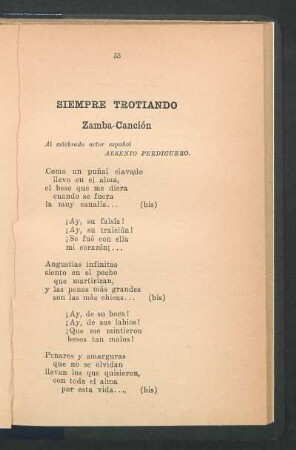 35
SIEMPRE TROTIANDO
Zamba-Canción
Al celebrado actor español
ARSENIO PERDIGUERO.
Como un puñal clavado
llevo en el alma,
el beso que me diera
cuando se fuera
la muy canalla... (bis)
¡Ay, su falsía!
¡Ay, su traición!
¡Se fué con ella
mi corazón¡...
Angustias infinitas
siento en el pecho
que martirizan,
y las penas más grandes
son las más chicas... (bis)
¡Ay, de su boca!
¡Ay, de sus labios!
¡Que me mintieron
besos tan malos!
Penares y amarguras
que no se olvidan
llevan los que quisieron,
con toda el alma
por esta vida... (bis)